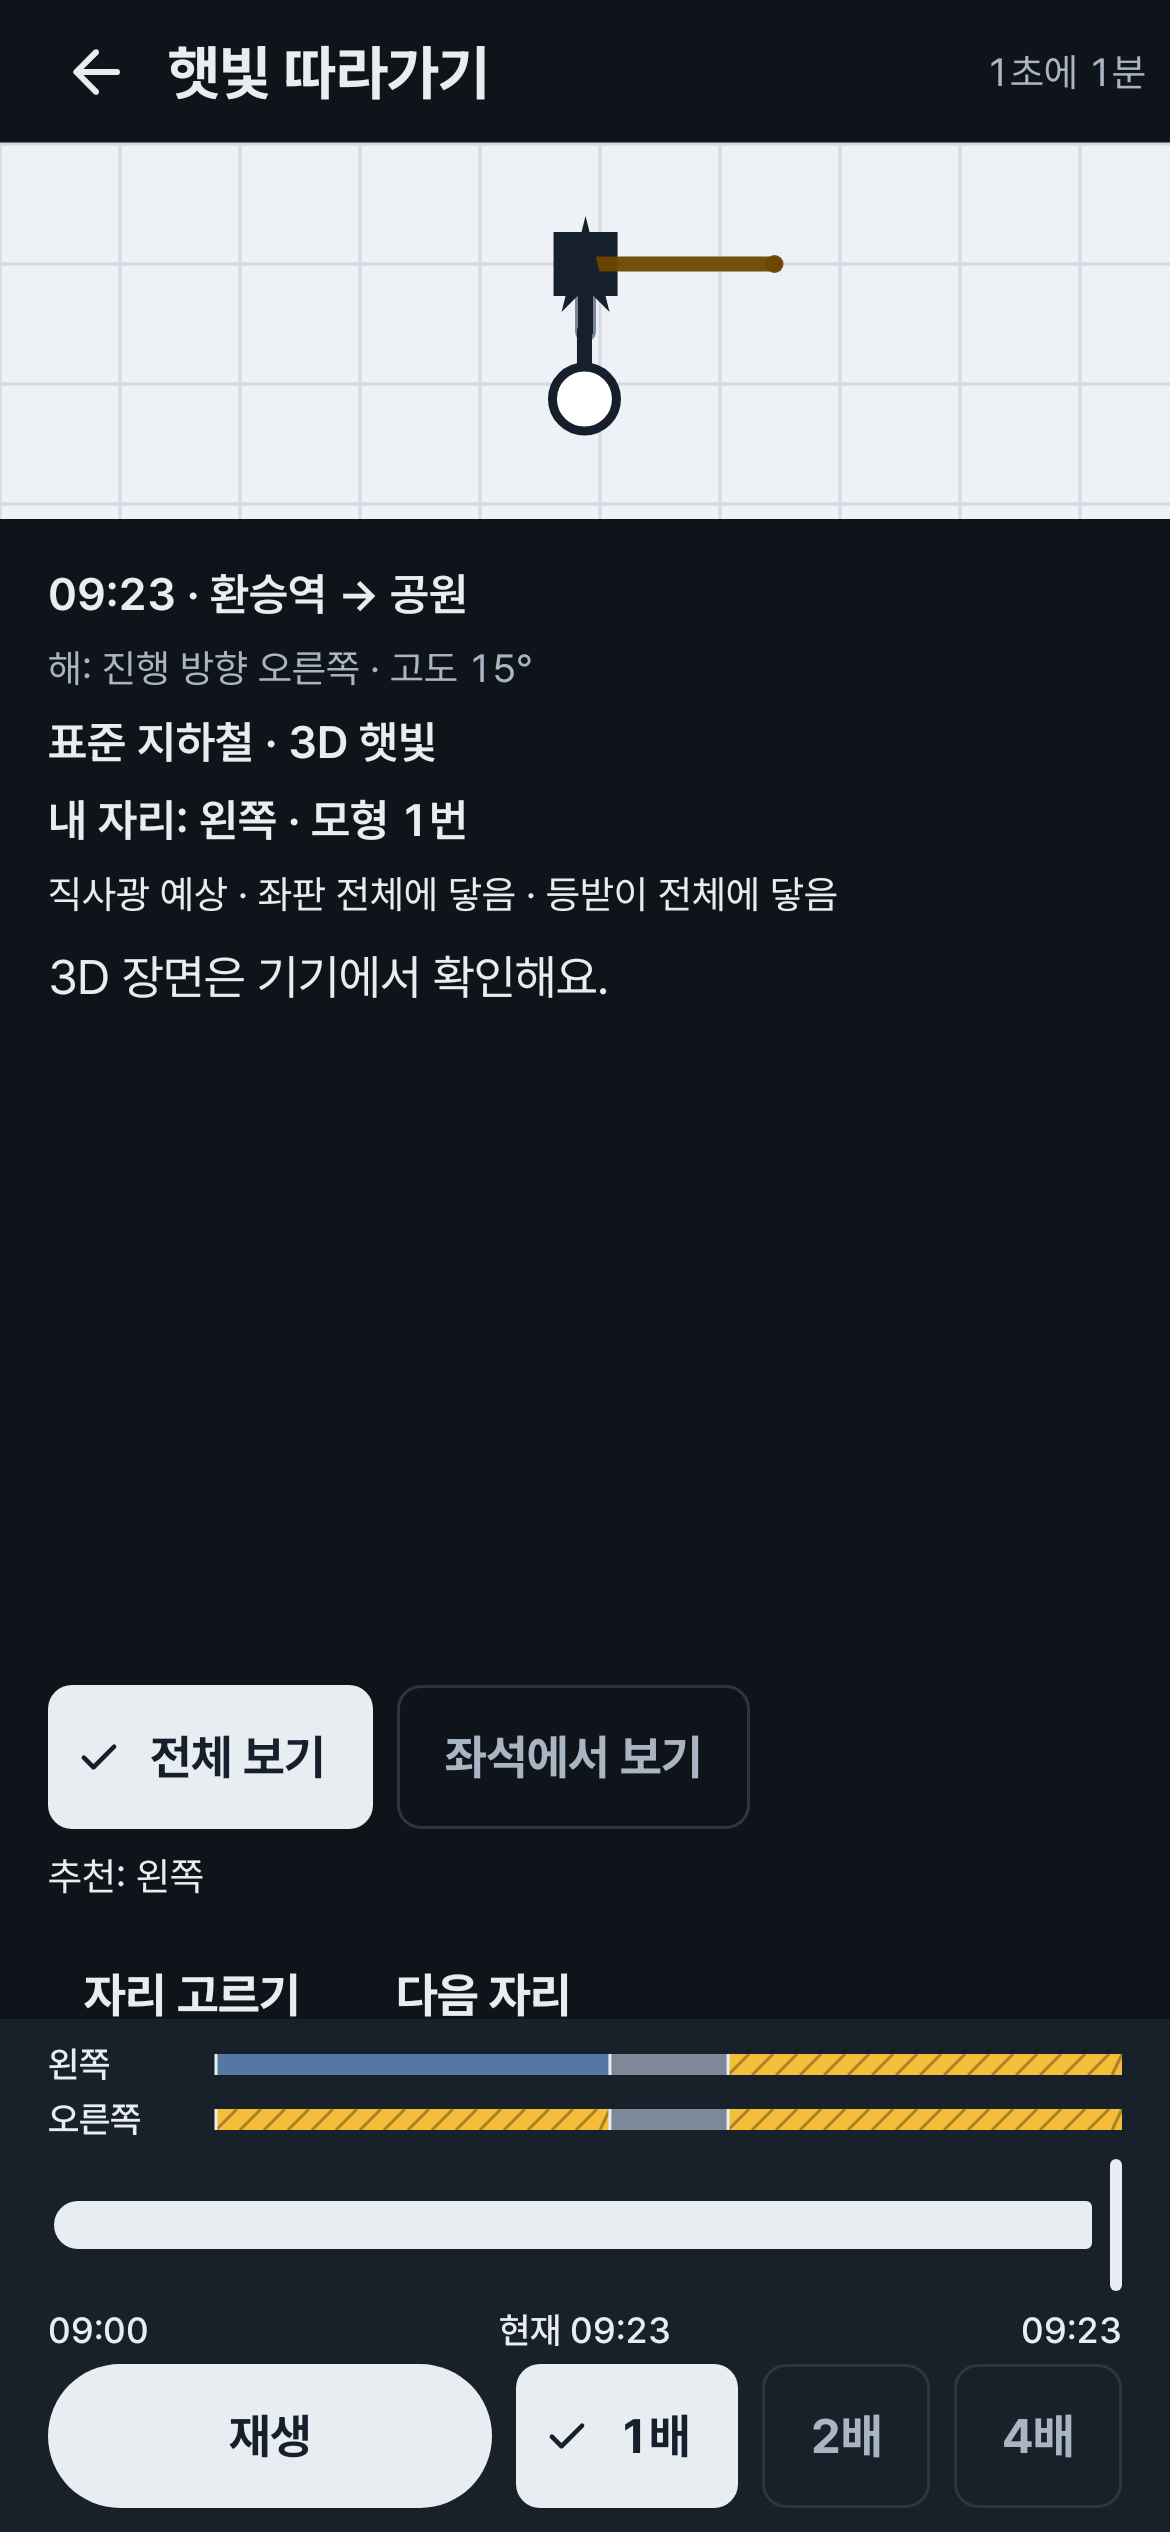 햇빛 따라가기
1초에 1분
09:23 · 환승역 → 공원
해: 진행 방향 오른쪽 · 고도 15°
표준 지하철 · 3D 햇빛
내 자리: 왼쪽 · 모형 1번
직사광 예상 · 좌판 전체에 닿음 · 등받이 전체에 닿음
3D 장면은 기기에서 확인해요.
전체 보기
좌석에서 보기
추천: 왼쪽
자리 고르기
다음 자리
왼쪽
오른쪽
09:00
현재 09:23
09:23
재생
1배
2배
4배